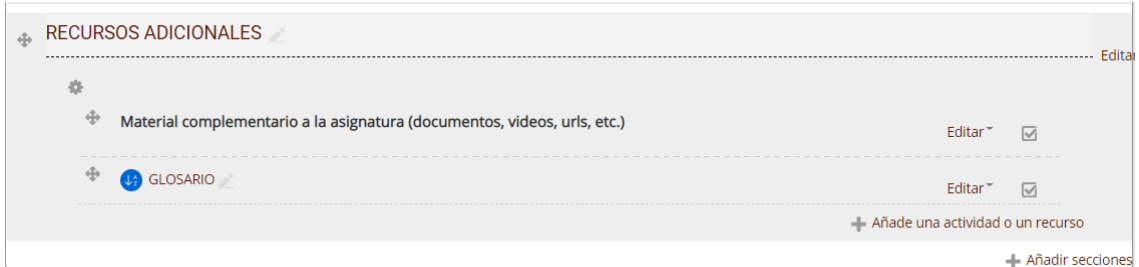 RECURSOS ADICIONALES
Editar
Material complementario a la asignatura (documentos, videos, urls, etc.)
Editar
GLOSARIO
Editar
Añade una actividad o un recurso
Añadir secciones